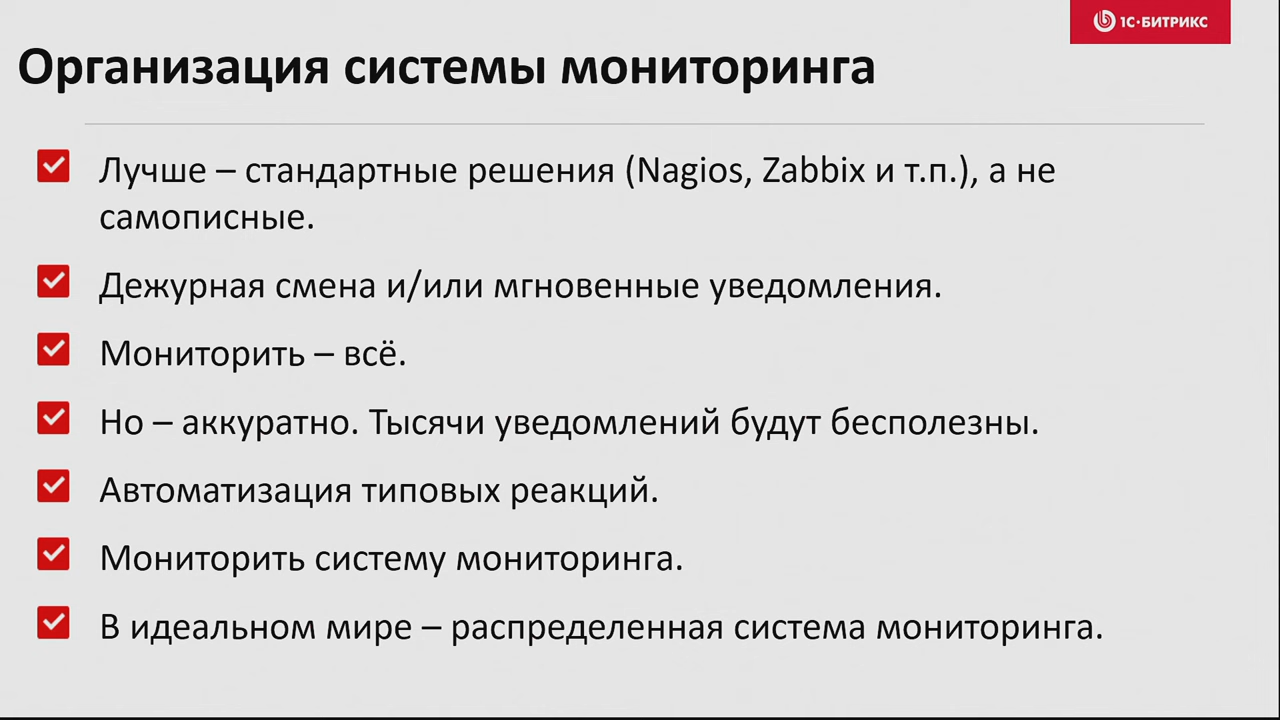 1С·БИТРИКС
Организация системы мониторинга
Лучше – стандартные решения (Nagios, Zabbix и т.п.), а не
самописные.
Дежурная смена и/или мгновенные уведомления.
Мониторить – всё.
Но – аккуратно. Тысячи уведомлений будут бесполезны.
Автоматизация типовых реакций.
Мониторить систему мониторинга.
В идеальном мире – распределенная система мониторинга.